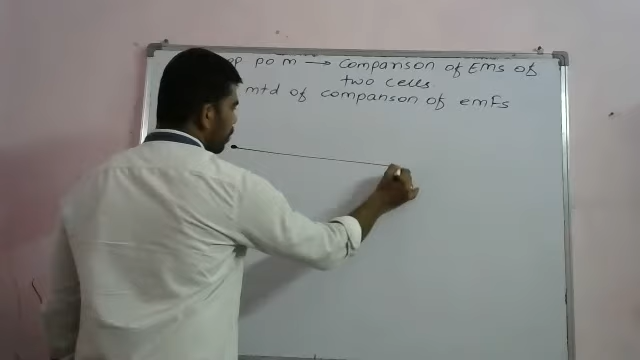 po m → Comparison of Ems of
two cells.
mtd of comparison of emfs